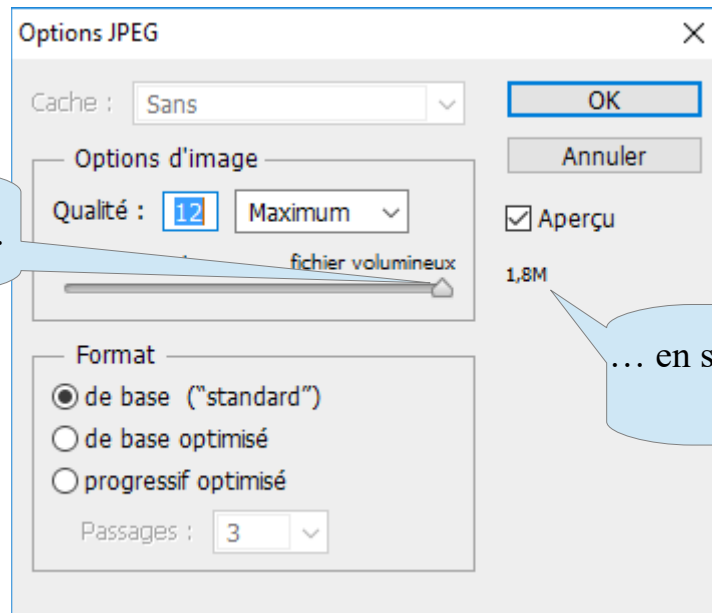 Options JPEG
Cache : Sans
OK
Options d'image
Annuler
Qualité : 12 Maximum
Aperçu
fichier volumineux
1,8M
… en s
Format
de base (“standard”)
de base optimisé
progressif optimisé
Passages : 3